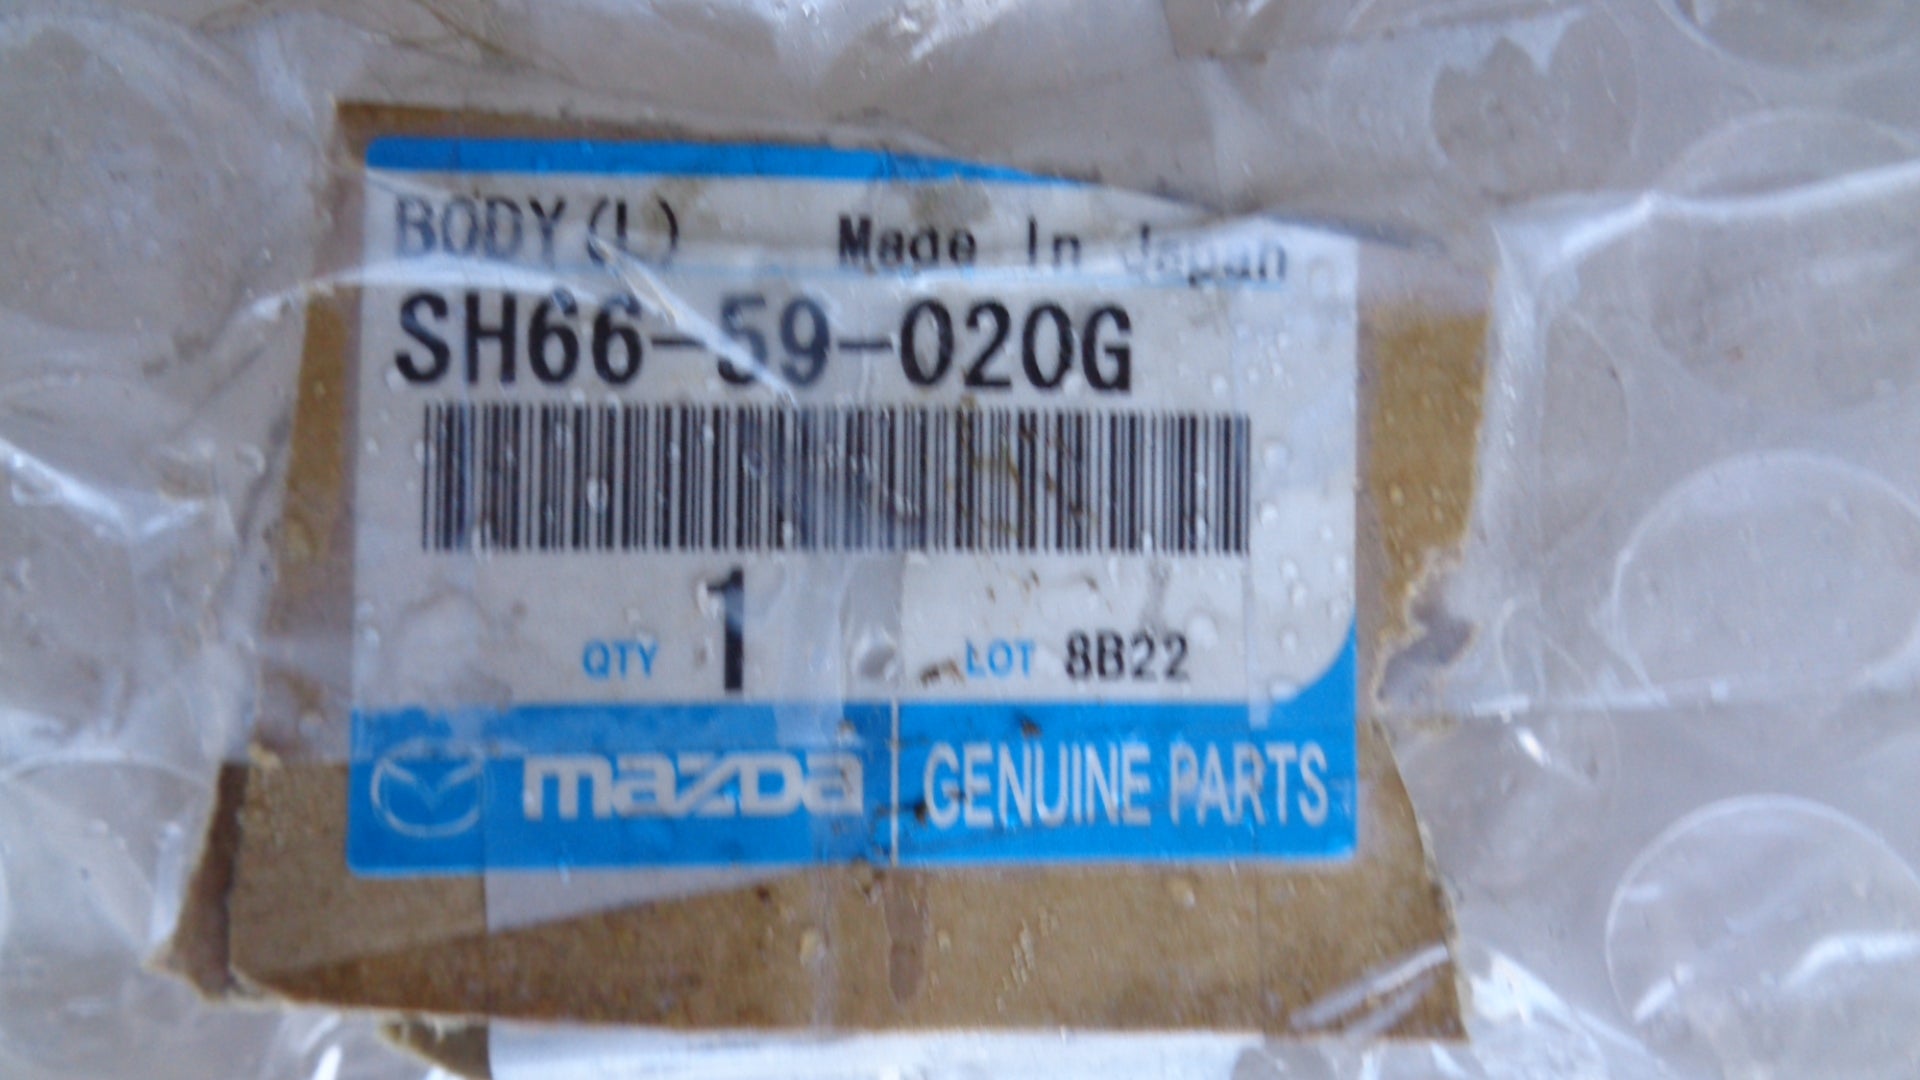 BODY(L) Made In Japan
SH66-59-020G
QTY 1 LOT 8B22
mazda GENUINE PARTS